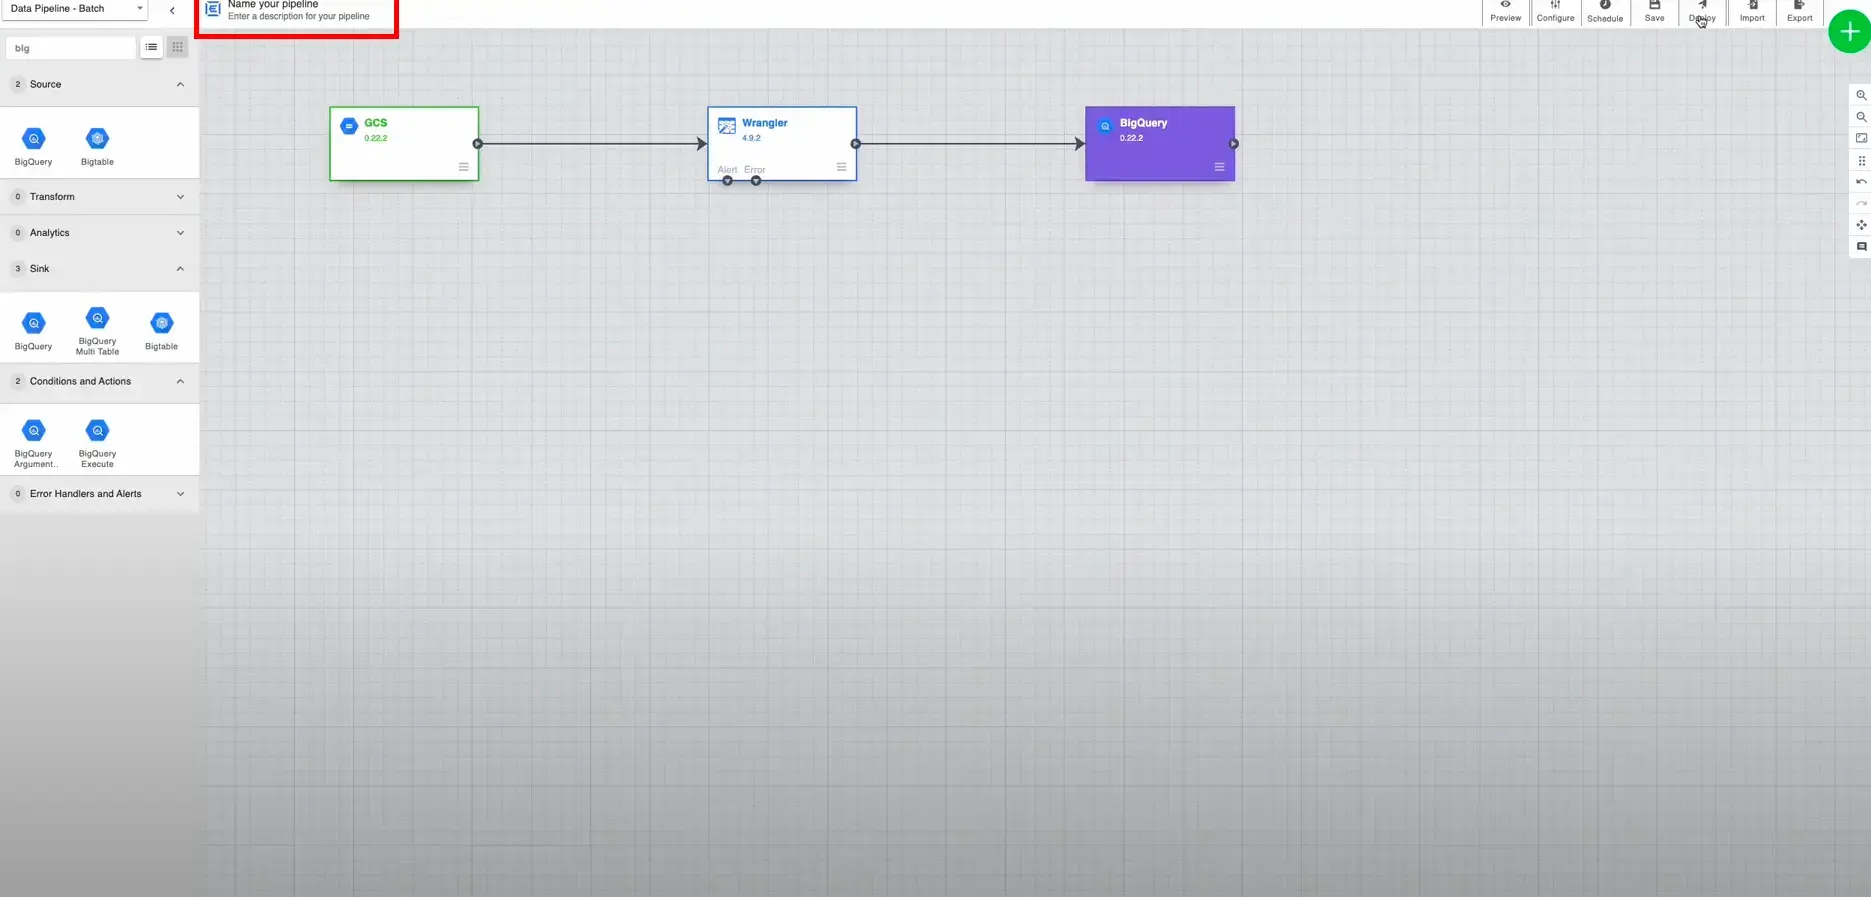 Data Pipeline - Batch
Name your pipeline
Enter a description for your pipeline
Preview
Configure
Schedule
Save
Deploy
Import
Export
big
2 Source
BigQuery
Bigtable
0 Transform
0 Analytics
3 Sink
BigQuery
BigQuery
Multi Table
Bigtable
2 Conditions and Actions
BigQuery
Argument..
BigQuery
Execute
0 Error Handlers and Alerts
GCS
0.22.2
Wrangler
4.9.2
Alert Error
BigQuery
0.22.2